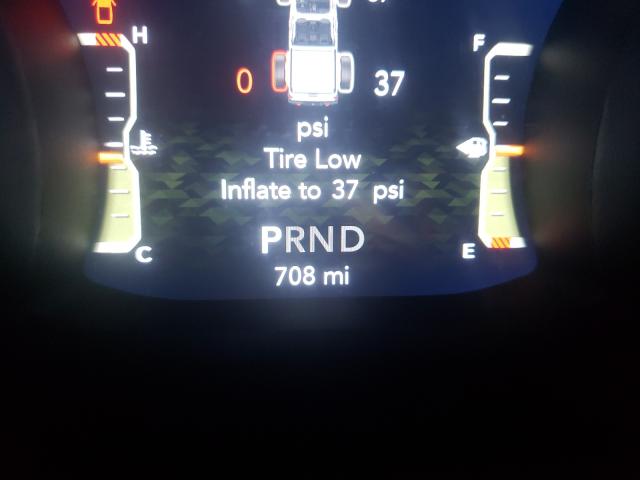 H
F
0
37
psi
Tire Low
Inflate to 37 psi
PRND
C
E
708 mi